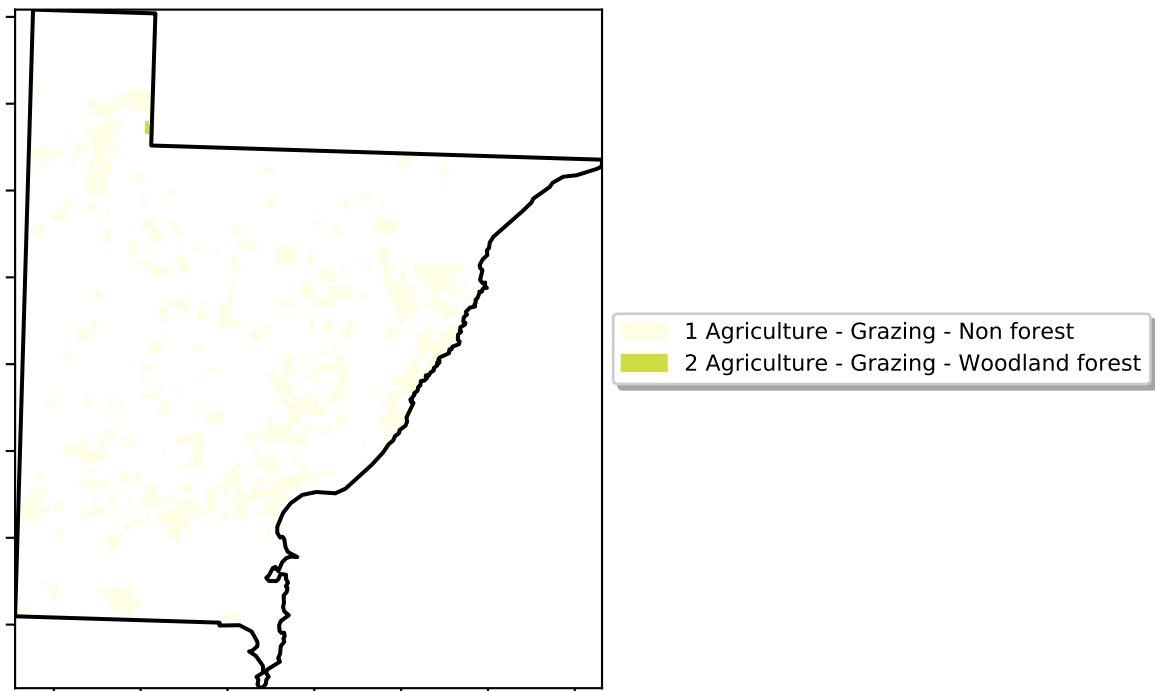 1 Agriculture - Grazing - Non forest
2 Agriculture - Grazing - Woodland forest